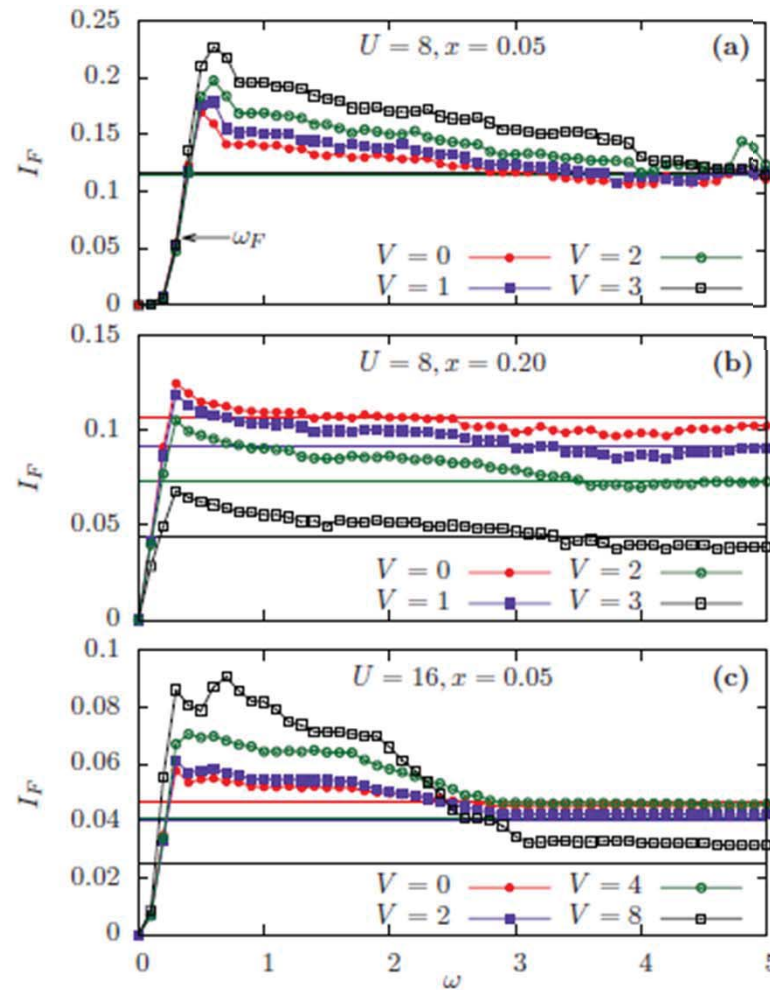 0.25
U = 8, x = 0.05
(a)
0.20
0.15
I_F
0.10
ω_F
0.05
V = 0
V = 2
V = 1
V = 3
0
0.15
U = 8, x = 0.20
(b)
0.1
I_F
0.05
V = 0
V = 2
V = 1
V = 3
0
0.1
U = 16, x = 0.05
(c)
0.08
0.06
I_F
0.04
0.02
V = 0
V = 4
V = 2
V = 8
0
0 1 2 3 4 5
ω